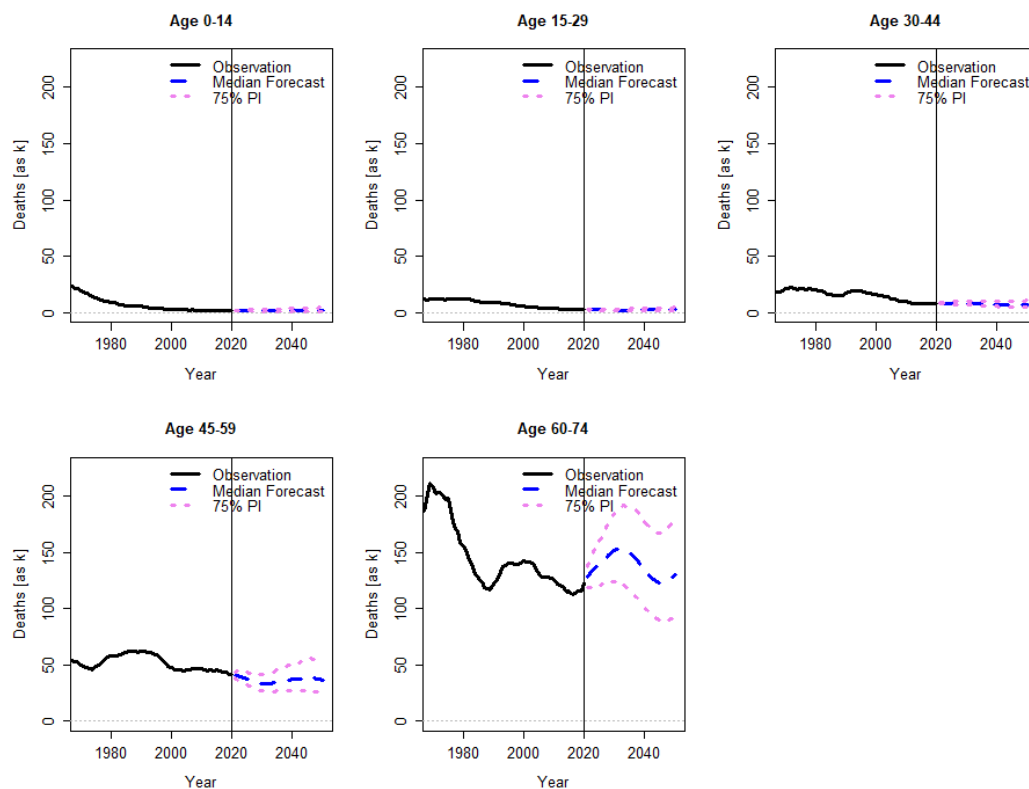 Age 0-14
Observation
Median Forecast
75% PI
Deaths [as k]
0
50
100
150
200
1980
2000
2020
2040
Year
Age 15-29
Observation
Median Forecast
75% PI
Deaths [as k]
0
50
100
150
200
1980
2000
2020
2040
Year
Age 30-44
Observation
Median Forecast
75% PI
Deaths [as k]
0
50
100
150
200
1980
2000
2020
2040
Year
Age 45-59
Observation
Median Forecast
75% PI
Deaths [as k]
0
50
100
150
200
1980
2000
2020
2040
Year
Age 60-74
Observation
Median Forecast
75% PI
Deaths [as k]
0
50
100
150
200
1980
2000
2020
2040
Year